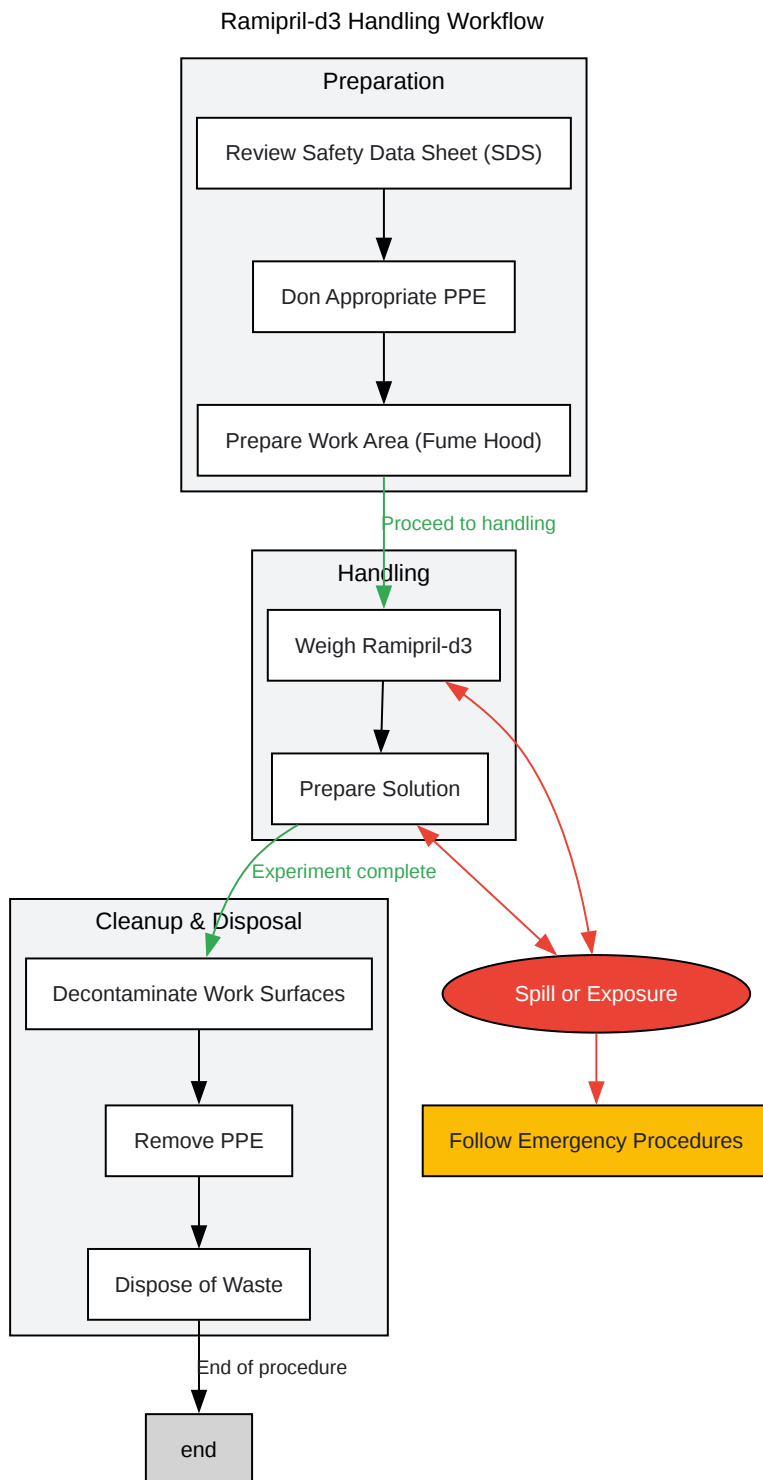 Ramipril-d3 Handling Workflow
Preparation
Review Safety Data Sheet (SDS)
Don Appropriate PPE
Prepare Work Area (Fume Hood)
Proceed to handling
Handling
Weigh Ramipril-d3
Prepare Solution
Experiment complete
Cleanup & Disposal
Decontaminate Work Surfaces
Spill or Exposure
Remove PPE
Follow Emergency Procedures
Dispose of Waste
End of procedure
end